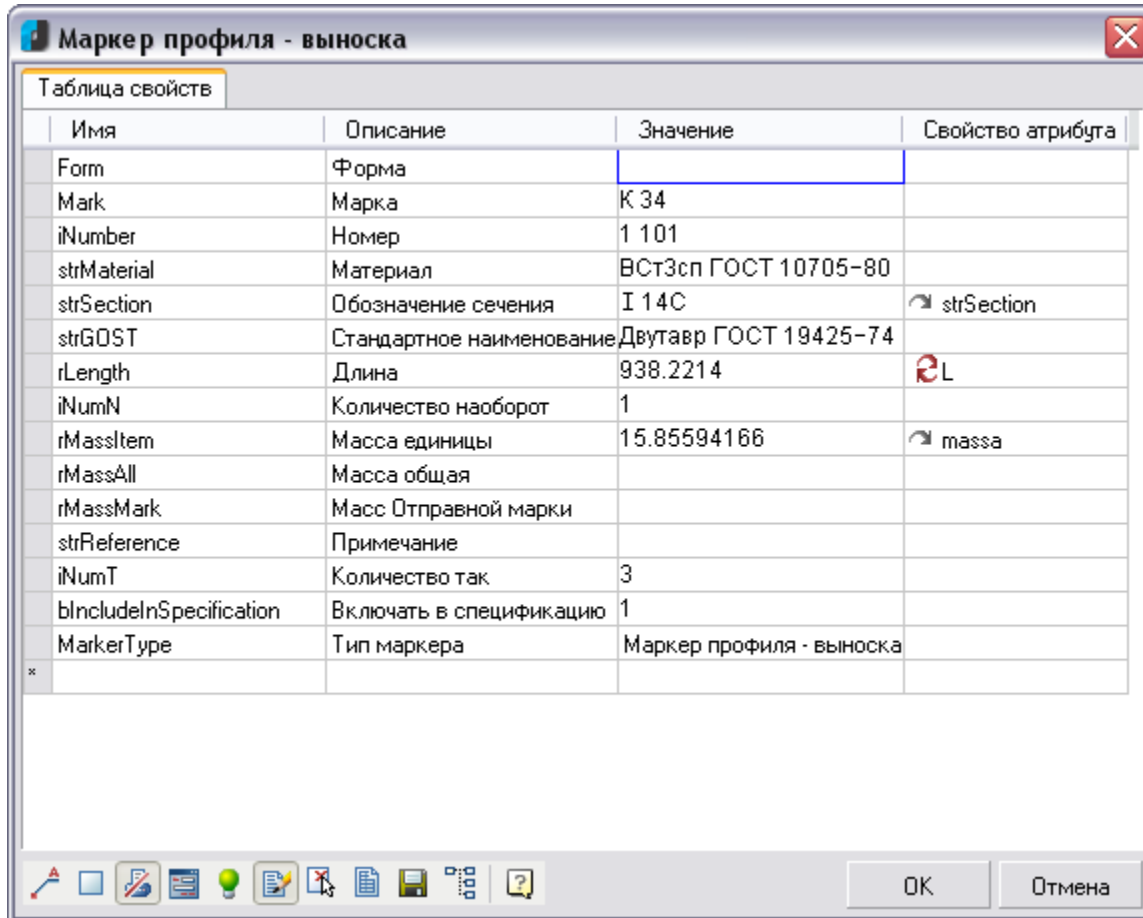 Маркер профиля - выноска
Таблица свойств
Имя Описание Значение Свойство атрибута
Form Форма
Mark Марка К 34
iNumber Номер 1 101
strMaterial Материал ВСт3сп ГОСТ 10705-80
strSection Обозначение сечения I 14С strSection
strGOST Стандартное наименование Двутавр ГОСТ 19425-74
rLength Длина 938.2214 L
iNumN Количество наоборот 1
rMassItem Масса единицы 15.85594166 massa
rMassAll Масса общая
rMassMark Масс Отправной марки
strReference Примечание
iNumT Количество так 3
bIncludeInSpecification Включать в спецификацию 1
MarkerType Тип маркера Маркер профиля - выноска
*
A ? OK Отмена